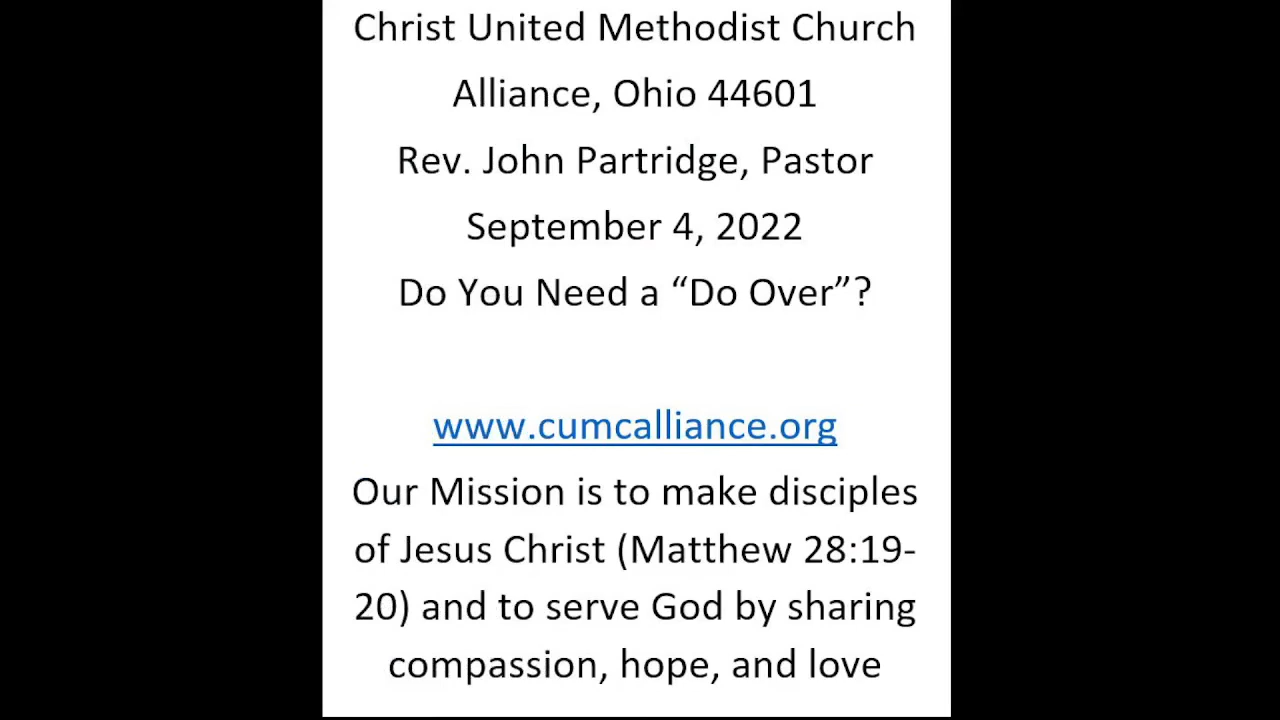 Christ United Methodist Church
Alliance, Ohio 44601
Rev. John Partridge, Pastor
September 4, 2022
Do You Need a “Do Over”?
www.cumcalliance.org
Our Mission is to make disciples
of Jesus Christ (Matthew 28:19-
20) and to serve God by sharing
compassion, hope, and love